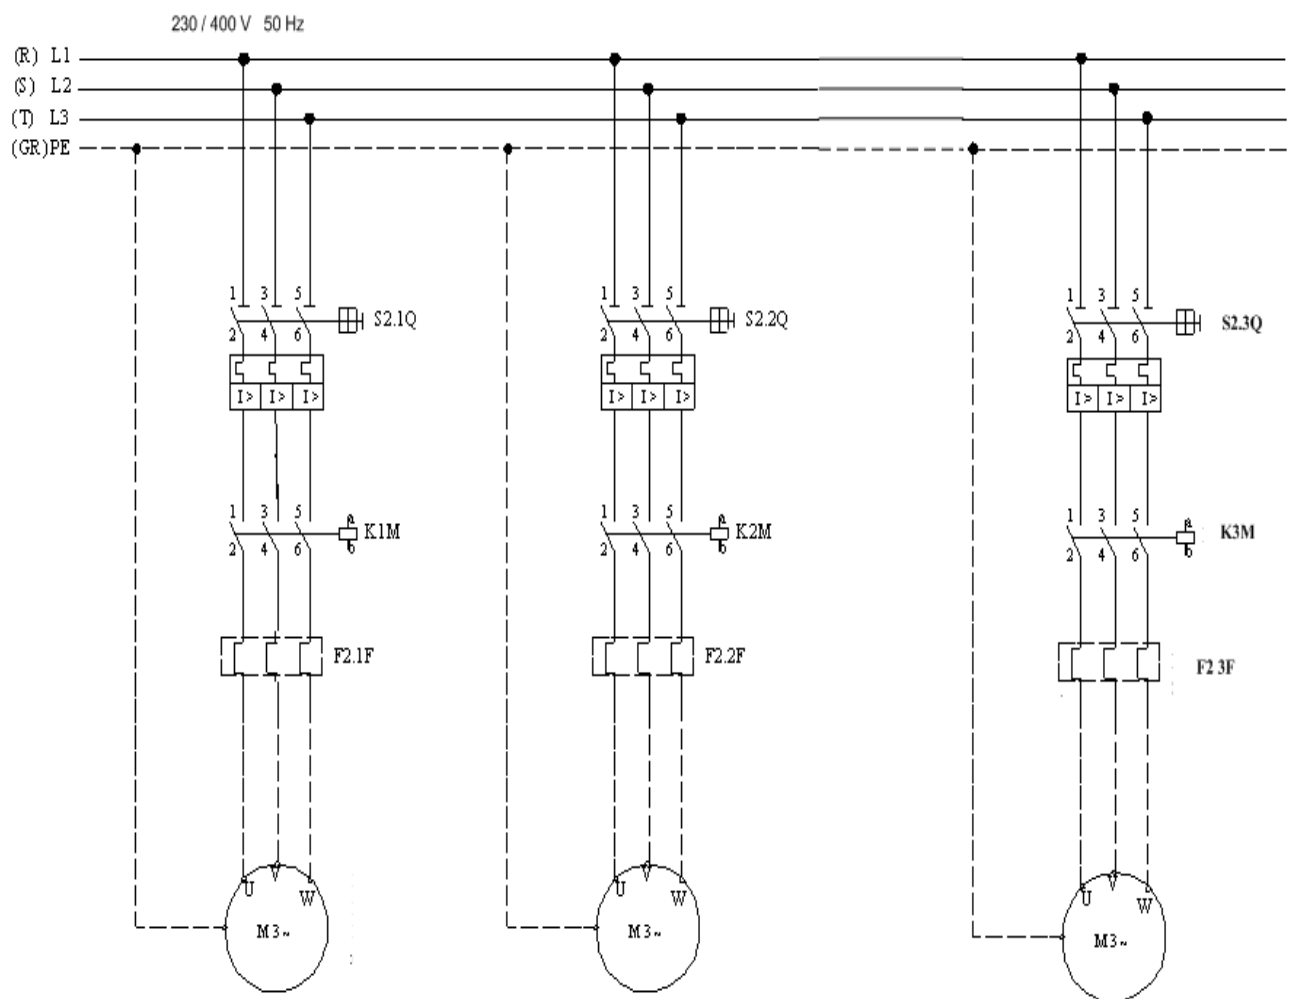 230 / 400 V 50 Hz
(R) L1
(S) L2
(T) L3
(GR)PE
1 3 5
2 4 6
S2.1Q
I> I> I>
1 3 5
2 4 6
a
b
K1M
F2.1F
U V W
M3~
1 3 5
2 4 6
S2.2Q
I> I> I>
1 3 5
2 4 6
a
b
K2M
F2.2F
U V W
M3~
1 3 5
2 4 6
S2.3Q
I> I> I>
1 3 5
2 4 6
a
b
K3M
F2 3F
U V W
M3~